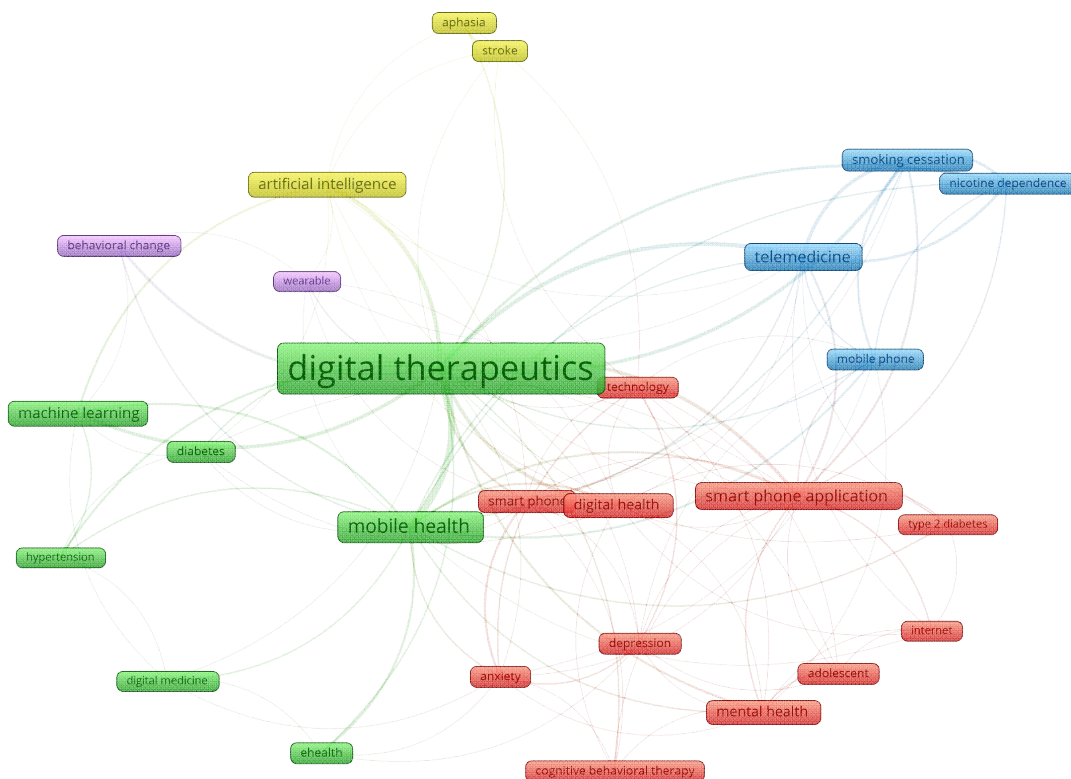 aphasia
stroke
smoking cessation
artificial intelligence
nicotine dependence
behavioral change
telemedicine
wearable
digital therapeutics
mobile phone
technology
machine learning
diabetes
smart phone
digital health
smart phone application
mobile health
type 2 diabetes
hypertension
internet
depression
adolescent
anxiety
digital medicine
mental health
ehealth
cognitive behavioral therapy